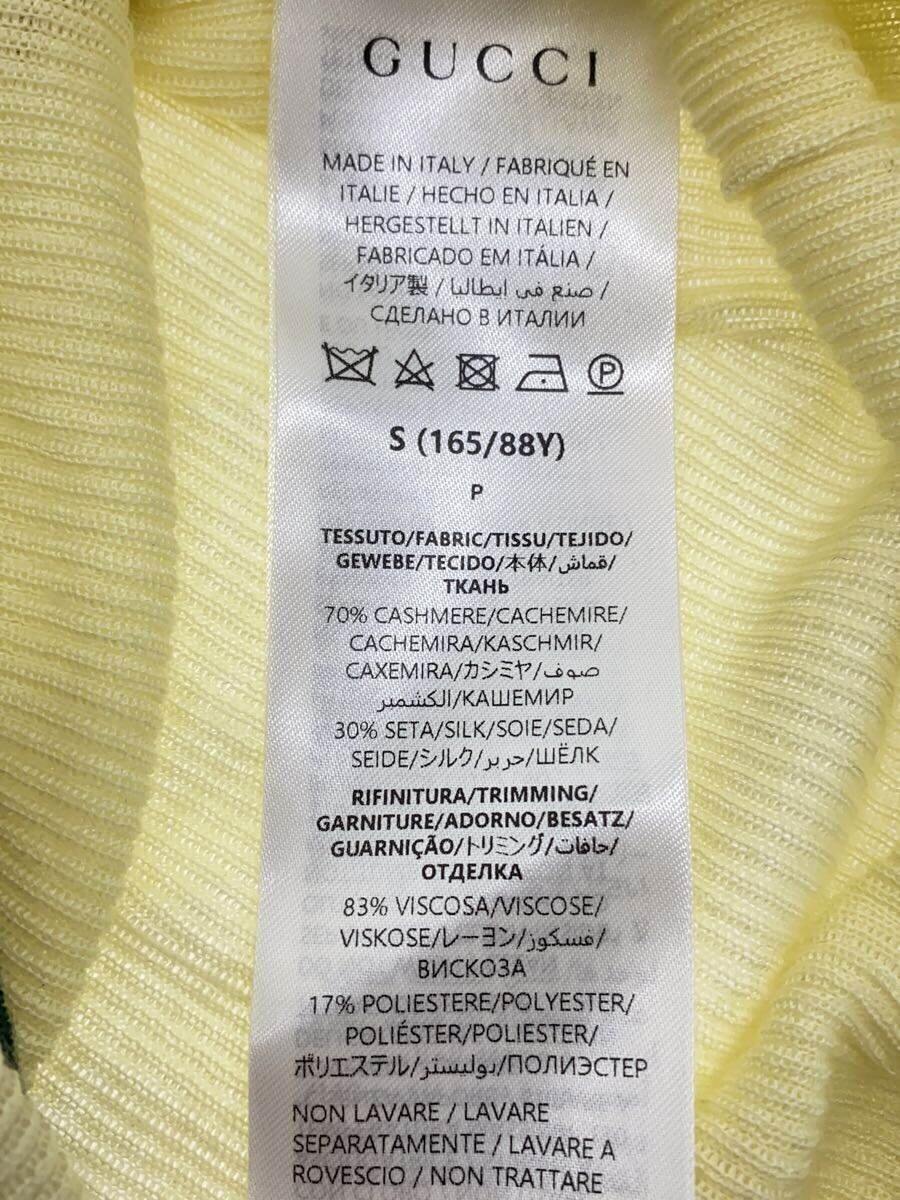 GUCCI
MADE IN ITALY / FABRIQUÉ EN
ITALIE / HECHO EN ITALIA /
HERGESTELLT IN ITALIEN /
FABRICADO EM ITÁLIA /
イタリア製 / صنع في ايطاليا /
СДЕЛАНО В ИТАЛИИ
P
S (165/88Y)
P
TESSUTO/FABRIC/TISSU/TEJIDO/
GEWEBE/TECIDO/本体/قماش/
ТКАНЬ
70% CASHMERE/CACHEMIRE/
CACHEMIRA/KASCHMIR/
CAXEMIRA/カシミヤ/صوف
الكشمير/КАШЕМИР
30% SETA/SILK/SOIE/SEDA/
SEIDE/シルク/حرير/ШЁЛК
RIFINITURA/TRIMMING/
GARNITURE/ADORNO/BESATZ/
GUARNIÇÃO/トリミング/حافات/
ОТДЕЛКА
83% VISCOSA/VISCOSE/
VISKOSE/レーヨン/فسكوز/
ВИСКОЗА
17% POLIESTERE/POLYESTER/
POLIÉSTER/POLIESTER/
ポリエステル/بوليستر/ПОЛИЭСТЕР
NON LAVARE / LAVARE
SEPARATAMENTE / LAVARE A
ROVESCIO / NON TRATTARE